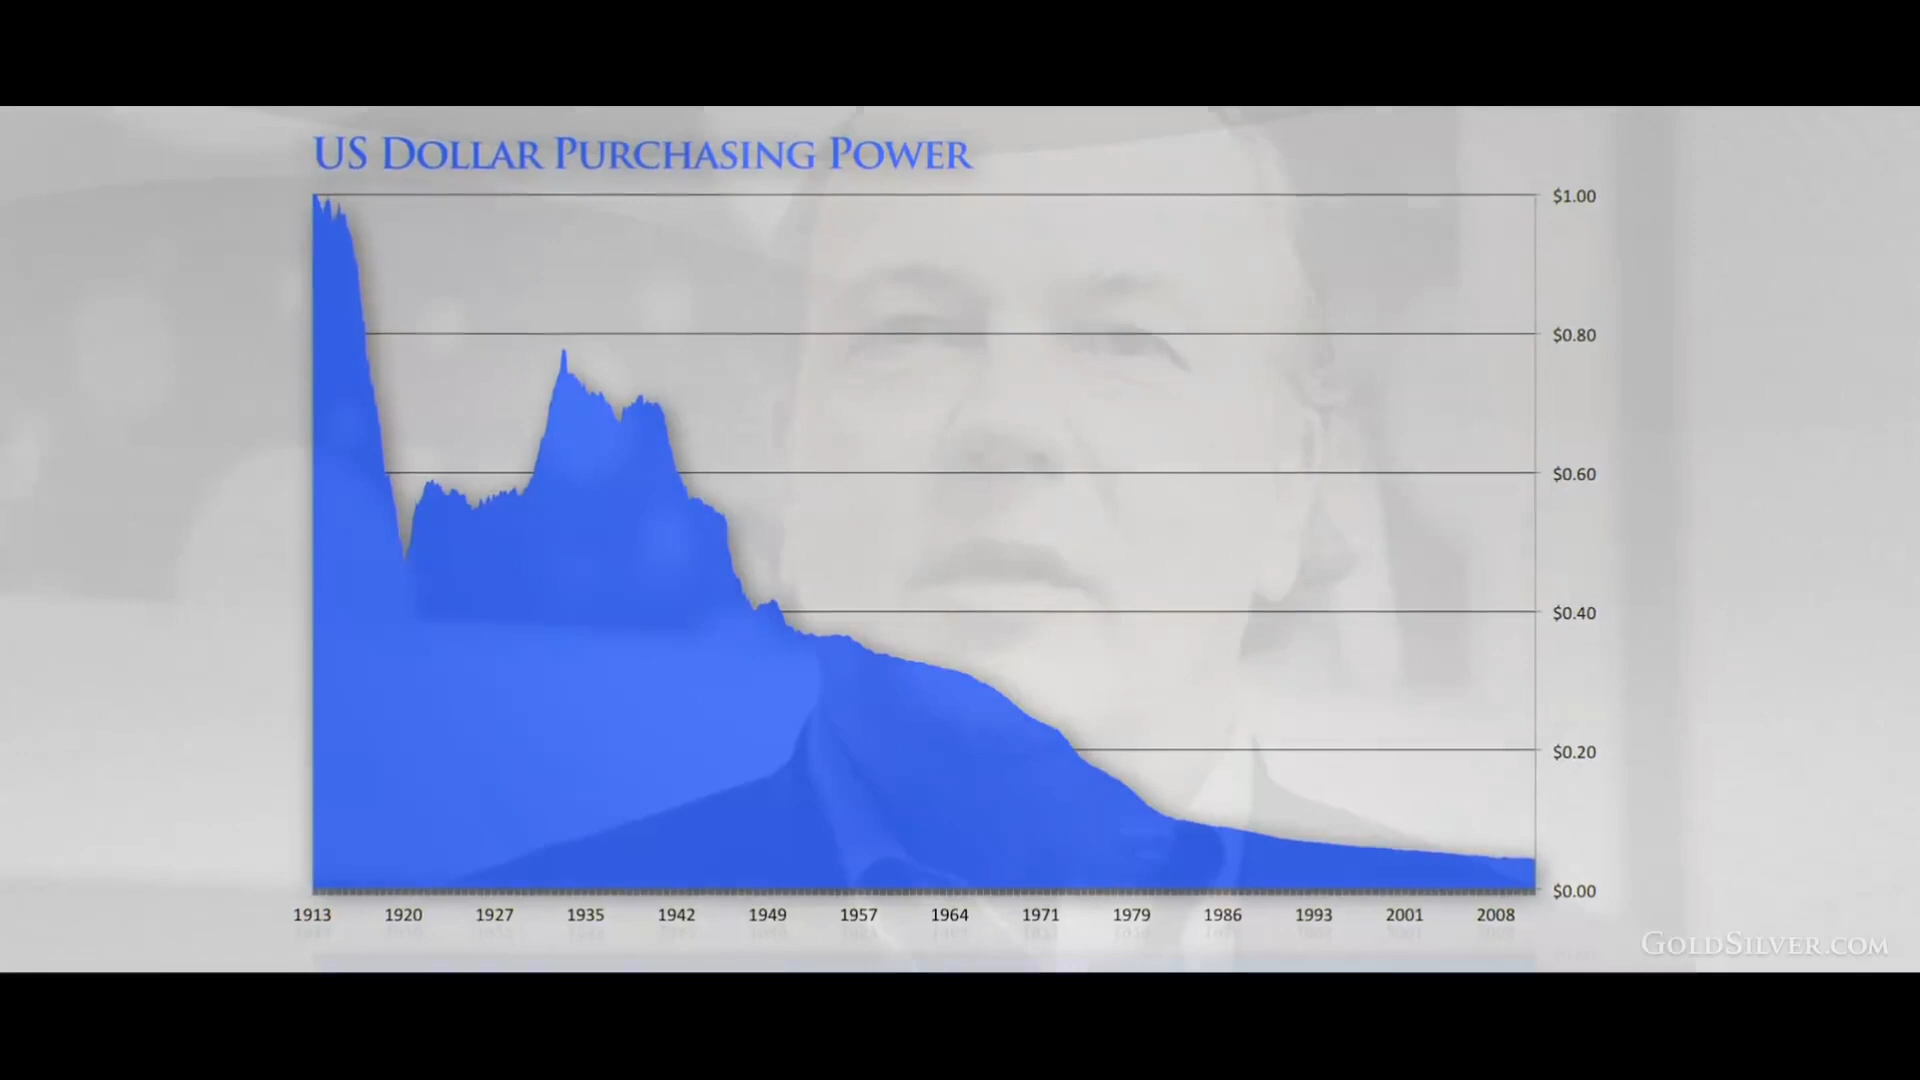 US DOLLAR PURCHASING POWER
$1.00
$0.80
$0.60
$0.40
$0.20
$0.00
1913 1920 1927 1935 1942 1949 1957 1964 1971 1979 1986 1993 2001 2008
GOLDSILVER.COM